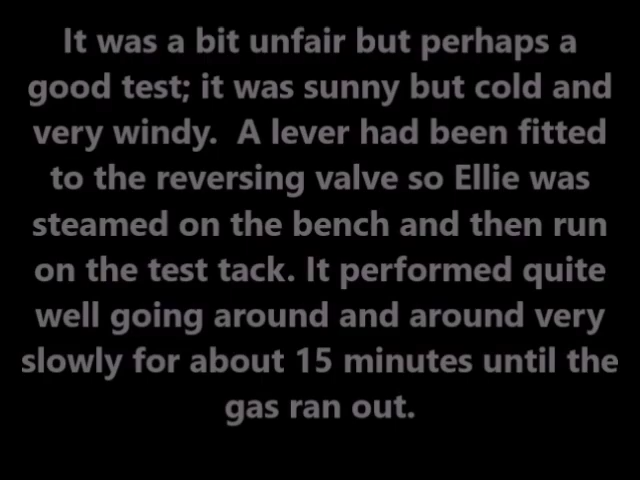 It was a bit unfair but perhaps a
good test; it was sunny but cold and
very windy.  A lever had been fitted
to the reversing valve so Ellie was
steamed on the bench and then run
on the test tack. It performed quite
well going around and around very
slowly for about 15 minutes until the
gas ran out.